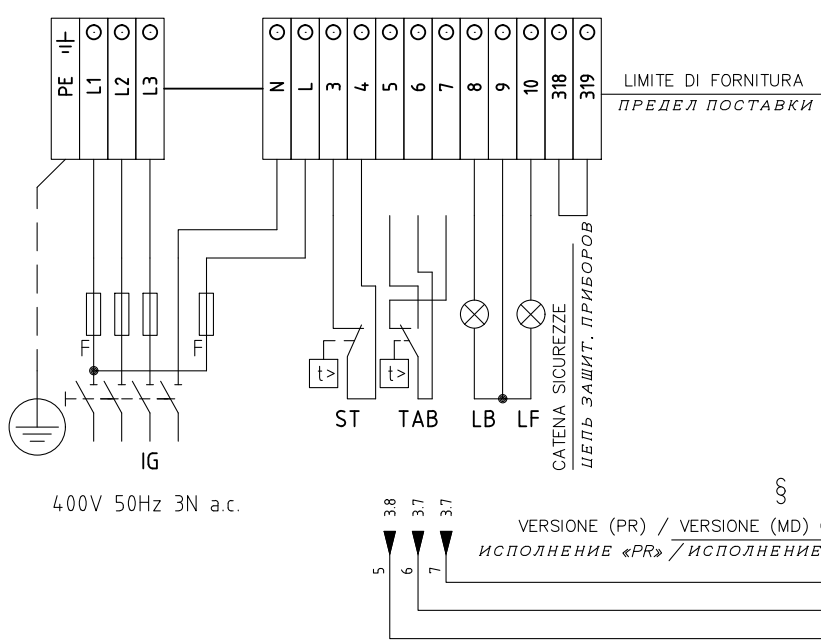 PE L1 L2 L3 N L 3 4 5 6 7 8 9 10 318 319
LIMITE DI FORNITURA
ПРЕДЕЛ ПОСТАВКИ
F F
t> t>
CATENA SICUREZZE
ЦЕПЬ ЗАЩИТ. ПРИБОРОВ
ST TAB LB LF
IG
400V 50Hz 3N a.c.
3.8 3.7 3.7
§
VERSIONE (PR) / VERSIONE (MD)
ИСПОЛНЕНИЕ «PR» / ИСПОЛНЕНИЕ
5 6 7